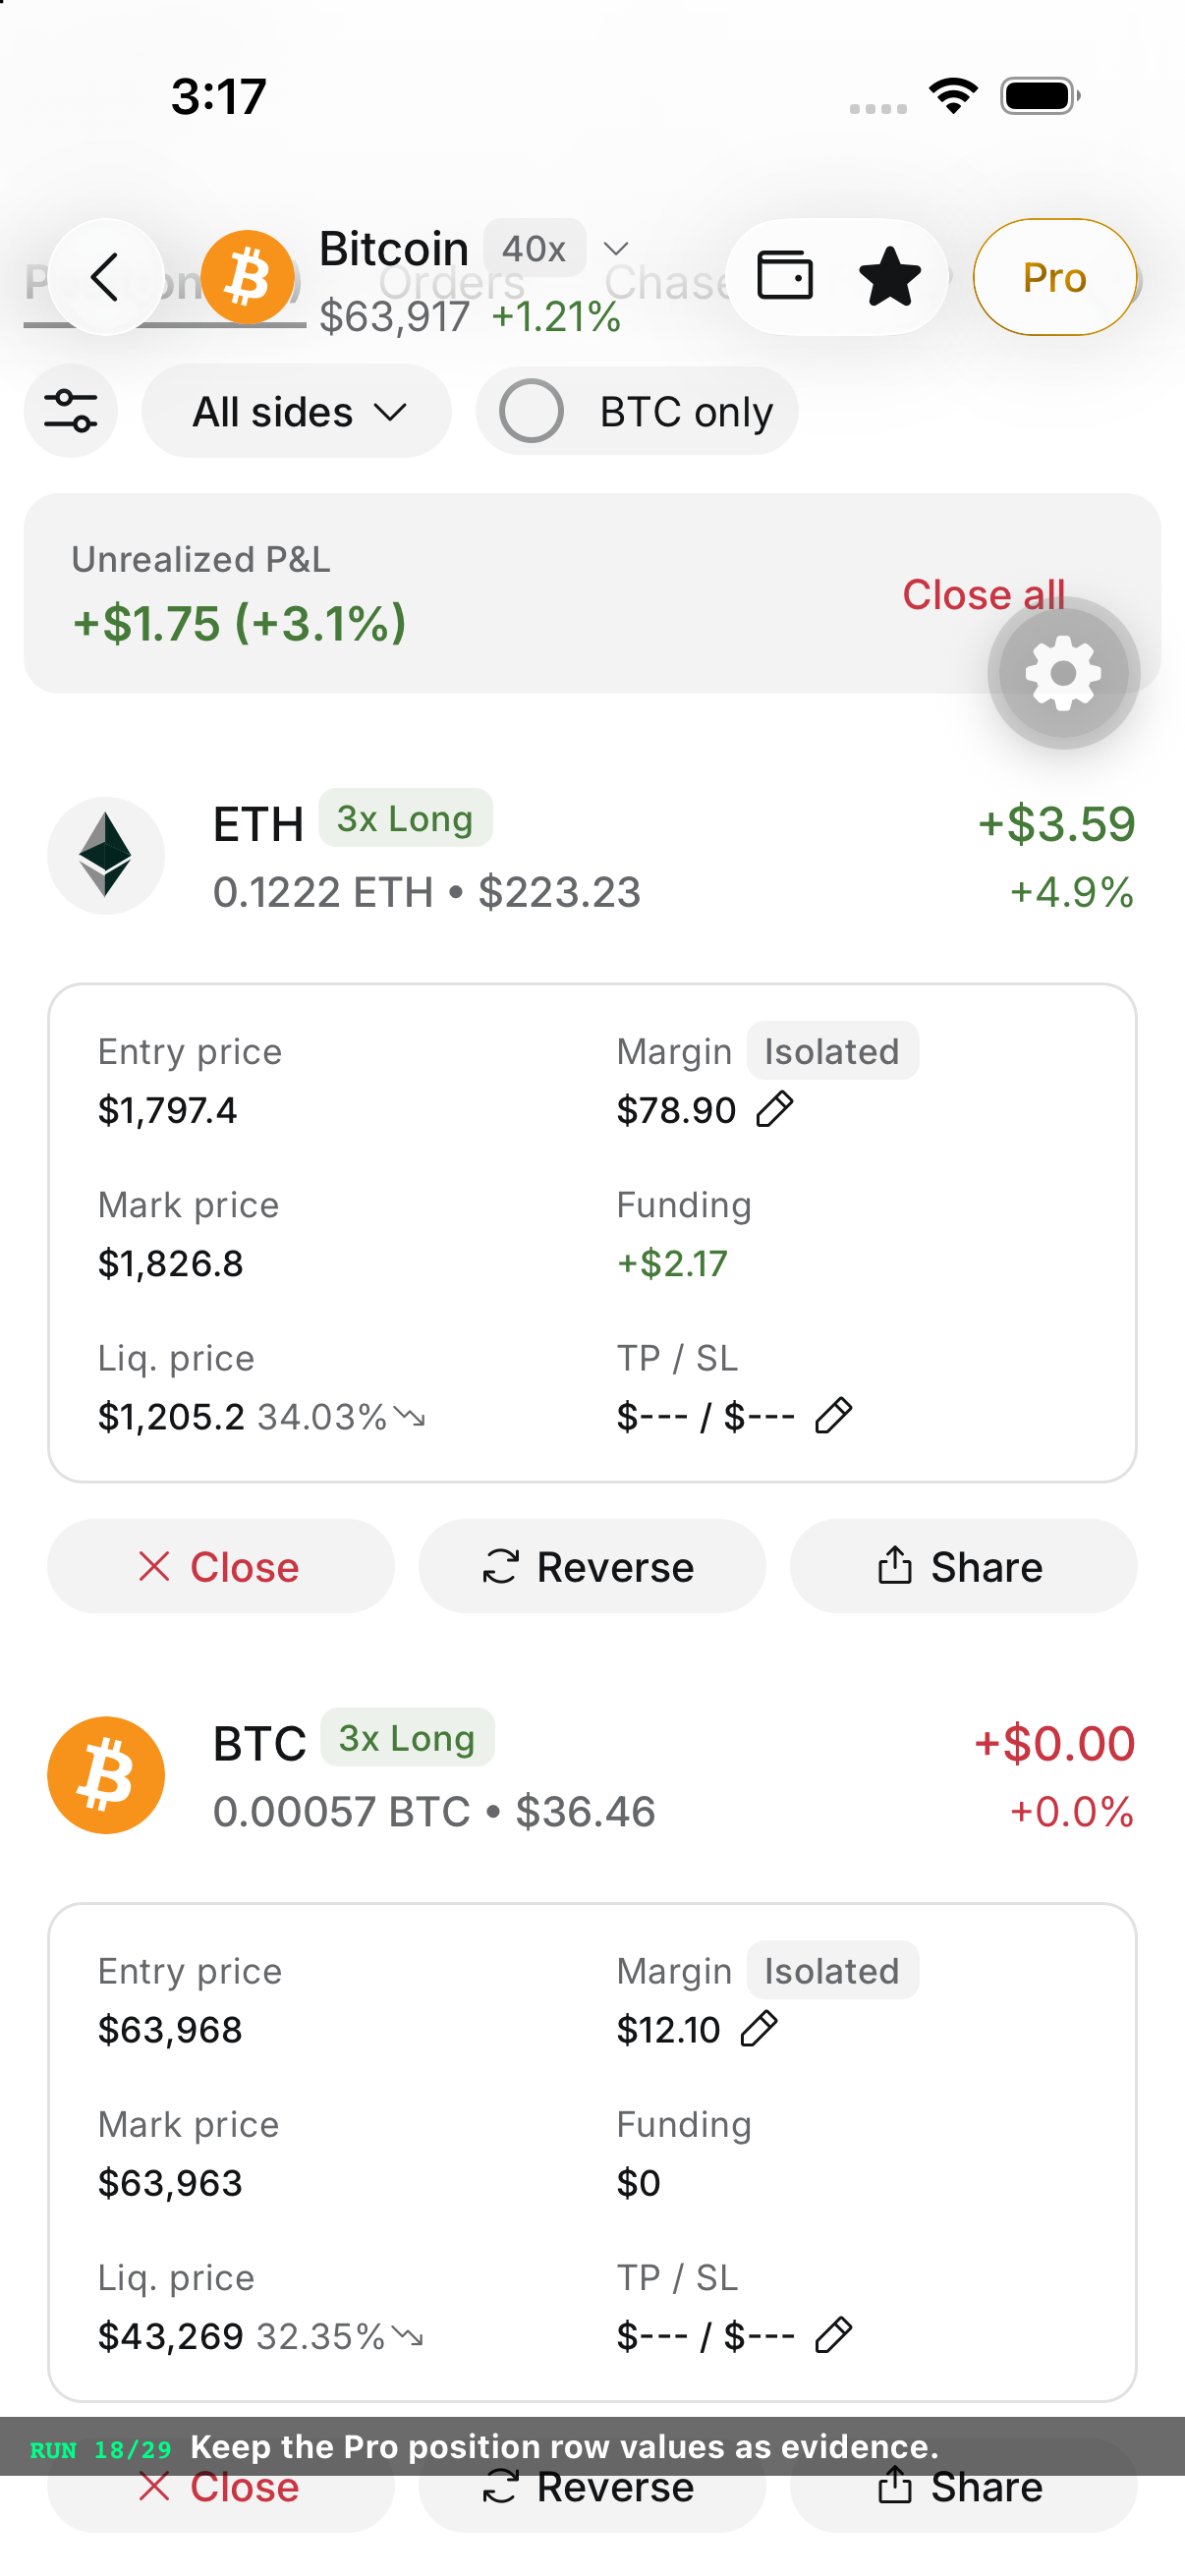 3:17
Bitcoin 40x
Orders Chase
$63,917 +1.21%
Pro
All sides
BTC only
Unrealized P&L
+$1.75 (+3.1%)
Close all
ETH 3x Long
+$3.59
0.1222 ETH • $223.23
+4.9%
Entry price
Margin Isolated
$1,797.4
$78.90
Mark price
Funding
$1,826.8
+$2.17
Liq. price
TP / SL
$1,205.2 34.03%
$--- / $---
Close
Reverse
Share
BTC 3x Long
+$0.00
0.00057 BTC • $36.46
+0.0%
Entry price
Margin Isolated
$63,968
$12.10
Mark price
Funding
$63,963
$0
Liq. price
TP / SL
$43,269 32.35%
$--- / $---
RUN 18/29 Keep the Pro position row values as evidence.
Close
Reverse
Share